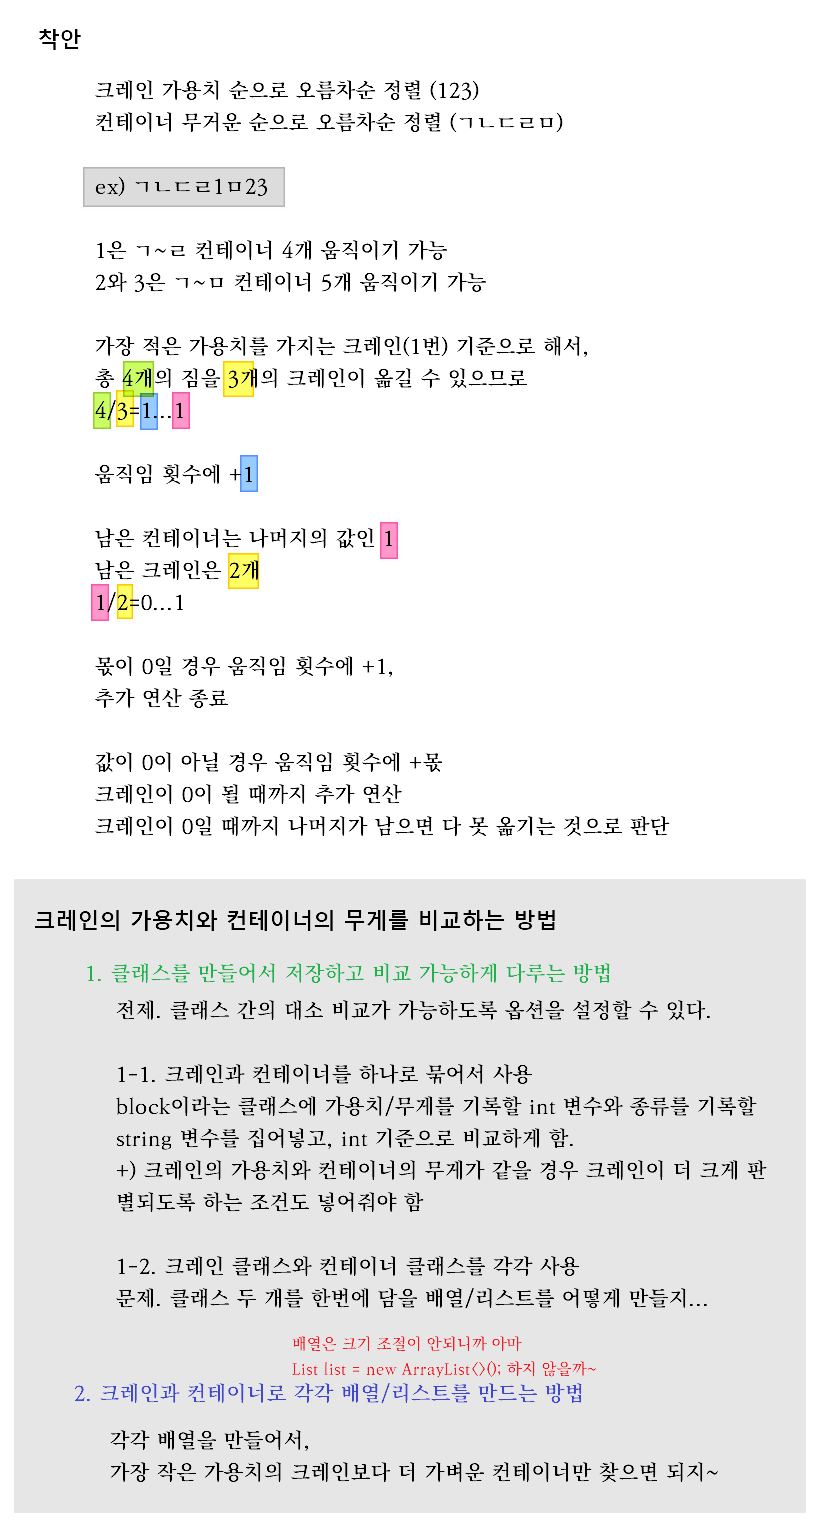 착안
크레인 가용치 순으로 오름차순 정렬 (123)
컨테이너 무거운 순으로 오름차순 정렬 (ㄱㄴㄷㄹㅁ)
ex) ㄱㄴㄷㄹ1ㅁ23
1은 ㄱ~ㄹ 컨테이너 4개 움직이기 가능
2와 3은 ㄱ~ㅁ 컨테이너 5개 움직이기 가능
가장 적은 가용치를 가지는 크레인(1번) 기준으로 해서,
총 4개의 짐을 3개의 크레인이 옮길 수 있으므로
4/3=1...1
움직임 횟수에 +1
남은 컨테이너는 나머지의 값인 1
남은 크레인은 2개
1/2=0...1
몫이 0일 경우 움직임 횟수에 +1,
추가 연산 종료
값이 0이 아닐 경우 움직임 횟수에 +몫
크레인이 0이 될 때까지 추가 연산
크레인이 0일 때까지 나머지가 남으면 다 못 옮기는 것으로 판단
크레인의 가용치와 컨테이너의 무게를 비교하는 방법
1. 클래스를 만들어서 저장하고 비교 가능하게 다루는 방법
전제. 클래스 간의 대소 비교가 가능하도록 옵션을 설정할 수 있다.
1-1. 크레인과 컨테이너를 하나로 묶어서 사용
block이라는 클래스에 가용치/무게를 기록할 int 변수와 종류를 기록할
string 변수를 집어넣고, int 기준으로 비교하게 함.
+) 크레인의 가용치와 컨테이너의 무게가 같을 경우 크레인이 더 크게 판
별되도록 하는 조건도 넣어줘야 함
1-2. 크레인 클래스와 컨테이너 클래스를 각각 사용
문제. 클래스 두 개를 한번에 담을 배열/리스트를 어떻게 만들지...
배열은 크기 조절이 안되니까 아마
List list = new ArrayList<>(); 하지 않을까~
2. 크레인과 컨테이너로 각각 배열/리스트를 만드는 방법
각각 배열을 만들어서,
가장 작은 가용치의 크레인보다 더 가벼운 컨테이너만 찾으면 되지~